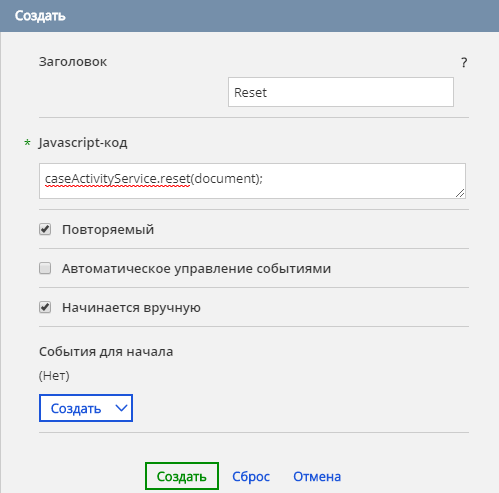 Создать
Заголовок ?
Reset
* Javascript-код
caseActivityService.reset(document);
Повторяемый
Автоматическое управление событиями
Начинается вручную
События для начала
(Нет)
Создать
Создать Сброс Отмена